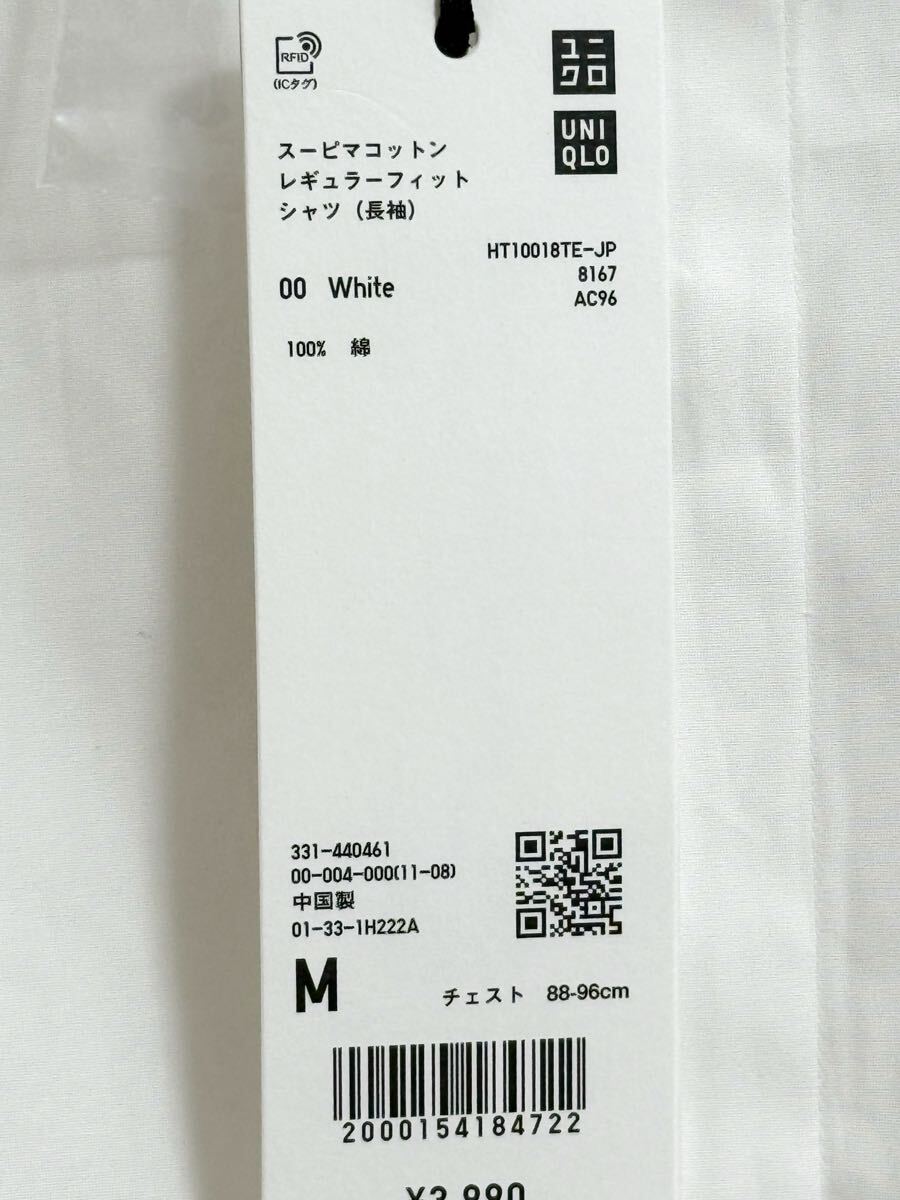 RFID
(ICタグ)
ユニ
クロ
UNI
QLO
スーピマコットン
レギュラーフィット
シャツ（長袖）
HT10018TE-JP
8167
AC96
00 White
100% 綿
331-440461
00-004-000(11-08)
中国製
01-33-1H222A
M
チェスト 88-96cm
2000154184722
¥3,990